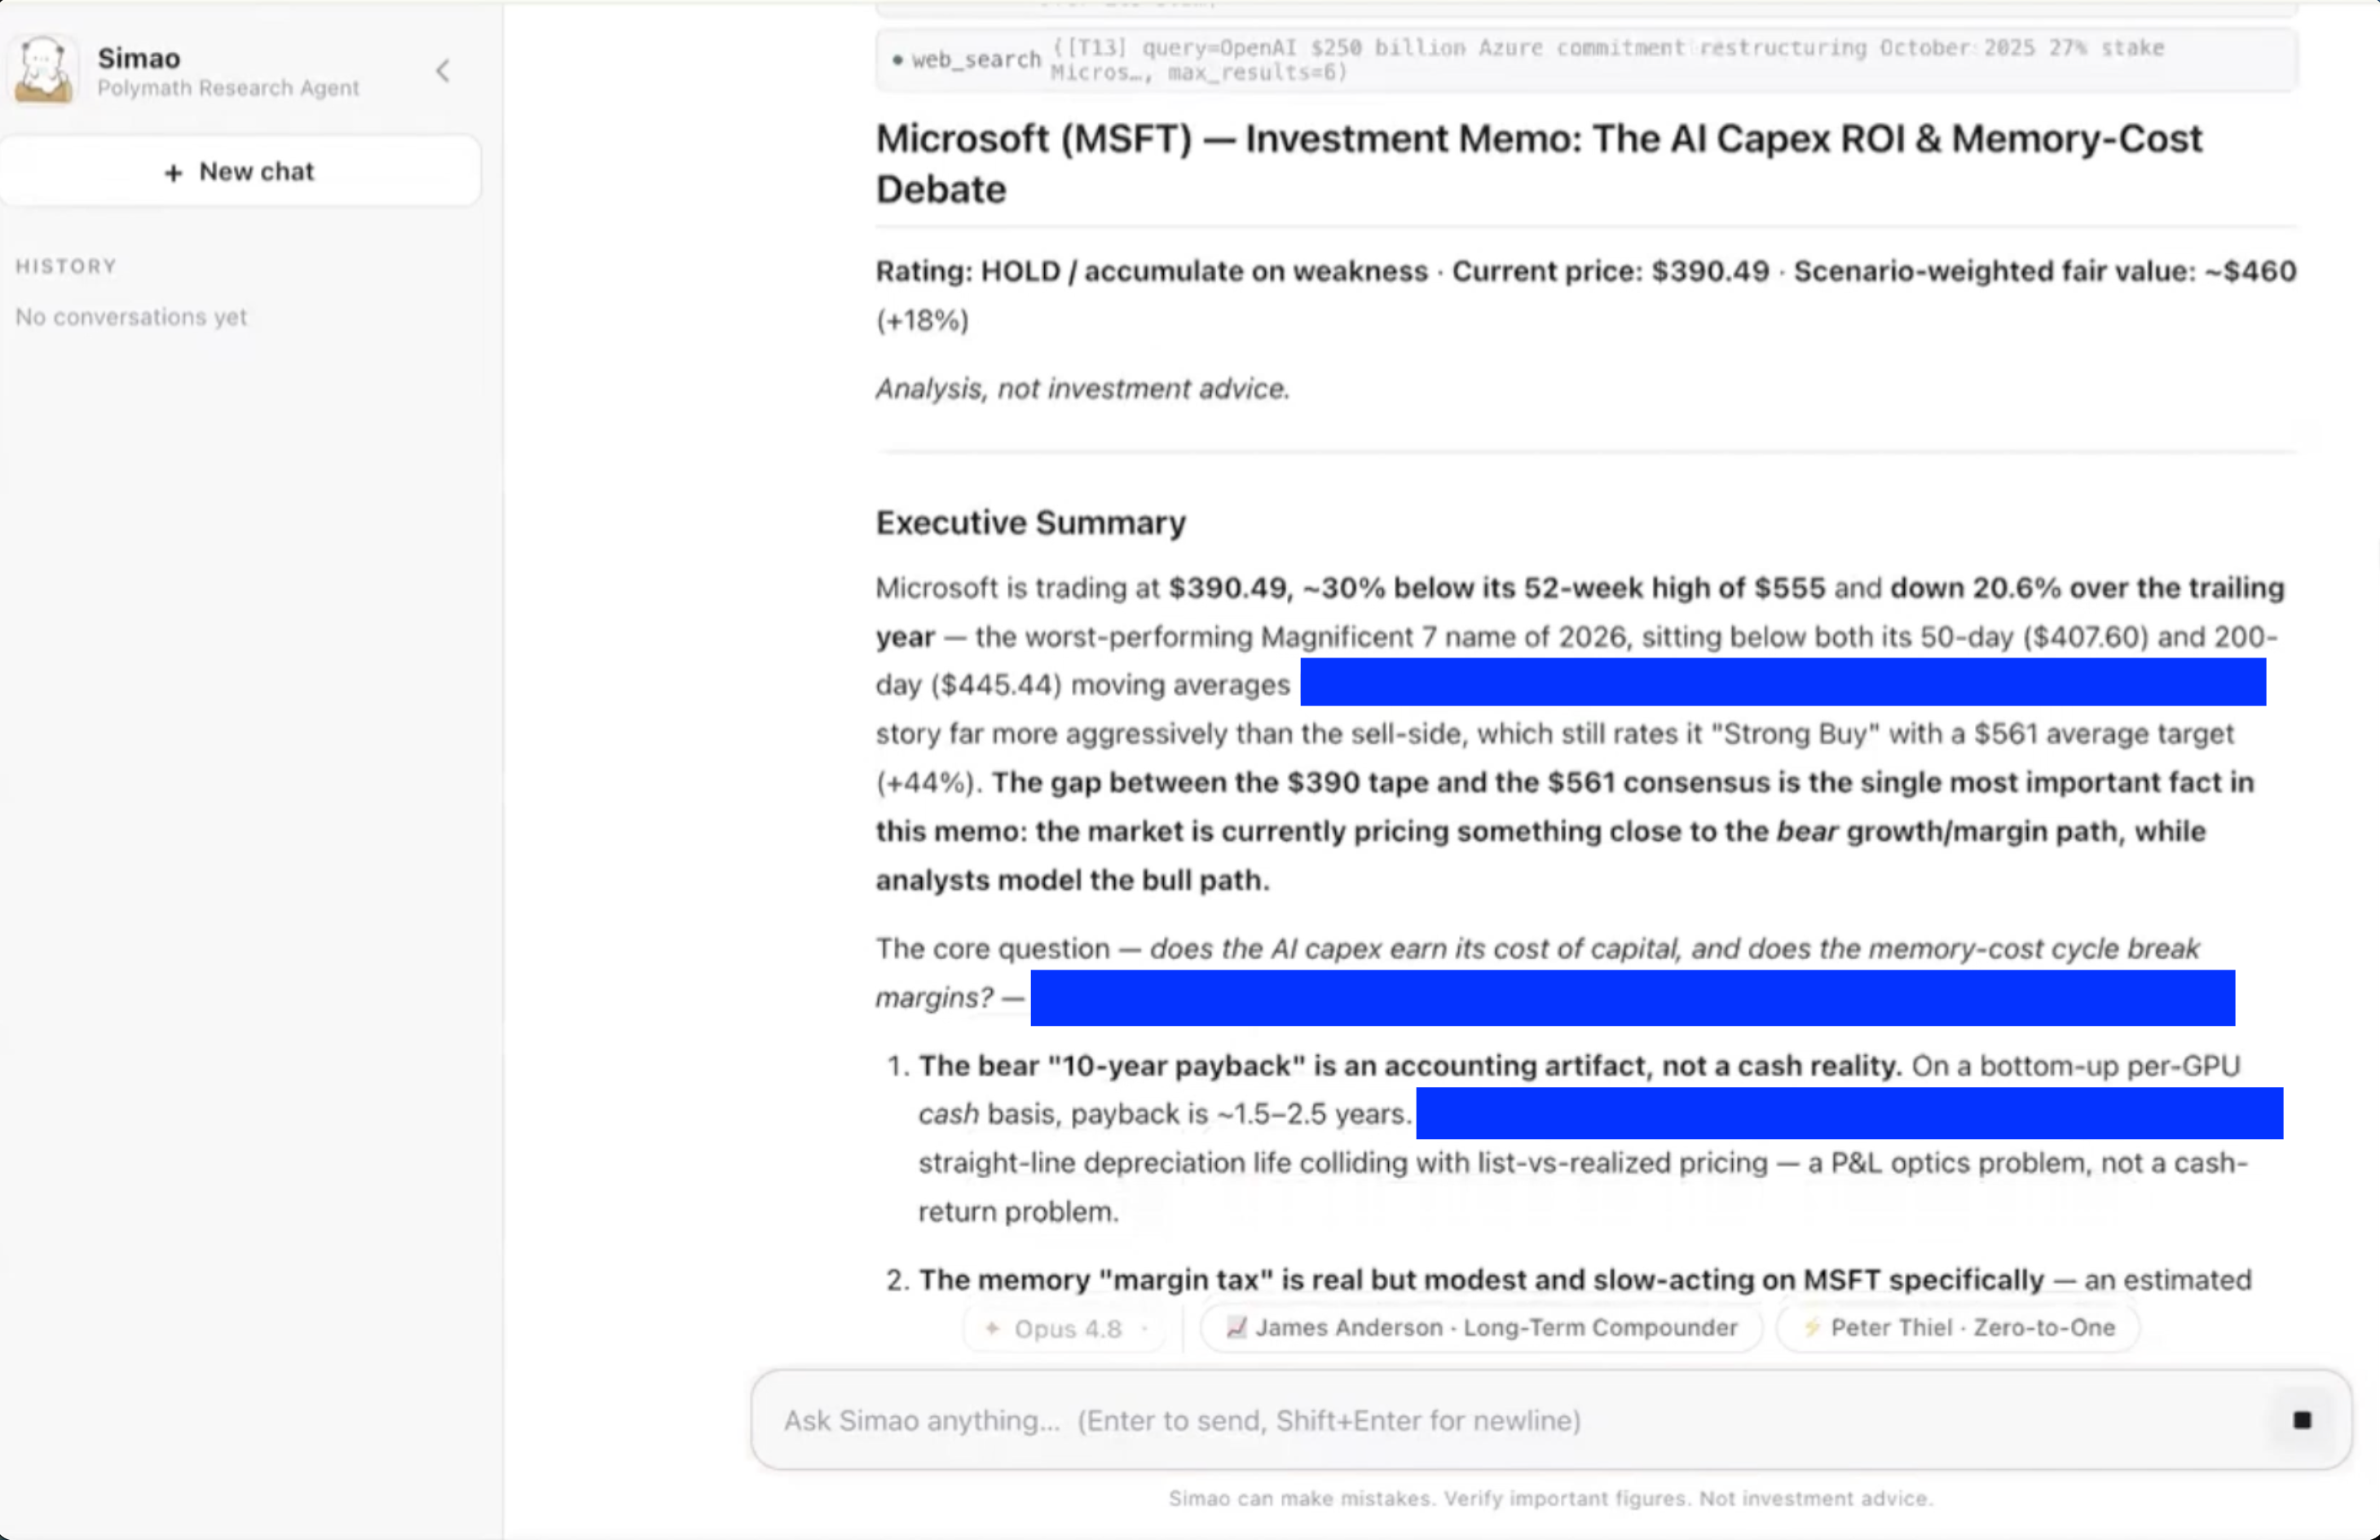 Simao
Polymath Research Agent
+ New chat
HISTORY
No conversations yet
web_search ([T13] query=OpenAI $250 billion Azure commitment restructuring October 2025 27% stake
Micros…, max_results=6)
Microsoft (MSFT) — Investment Memo: The AI Capex ROI & Memory-Cost
Debate
Rating: HOLD / accumulate on weakness · Current price: $390.49 · Scenario-weighted fair value: ~$460
(+18%)
Analysis, not investment advice.
Executive Summary
Microsoft is trading at $390.49, ~30% below its 52-week high of $555 and down 20.6% over the trailing
year — the worst-performing Magnificent 7 name of 2026, sitting below both its 50-day ($407.60) and 200-
day ($445.44) moving averages
story far more aggressively than the sell-side, which still rates it "Strong Buy" with a $561 average target
(+44%). The gap between the $390 tape and the $561 consensus is the single most important fact in
this memo: the market is currently pricing something close to the bear growth/margin path, while
analysts model the bull path.
The core question — does the AI capex earn its cost of capital, and does the memory-cost cycle break
margins? —
1. The bear "10-year payback" is an accounting artifact, not a cash reality. On a bottom-up per-GPU
cash basis, payback is ~1.5–2.5 years.
straight-line depreciation life colliding with list-vs-realized pricing — a P&L optics problem, not a cash-
return problem.
2. The memory "margin tax" is real but modest and slow-acting on MSFT specifically — an estimated
Opus 4.8 ·
James Anderson · Long-Term Compounder
Peter Thiel · Zero-to-One
Ask Simao anything... (Enter to send, Shift+Enter for newline)
Simao can make mistakes. Verify important figures. Not investment advice.